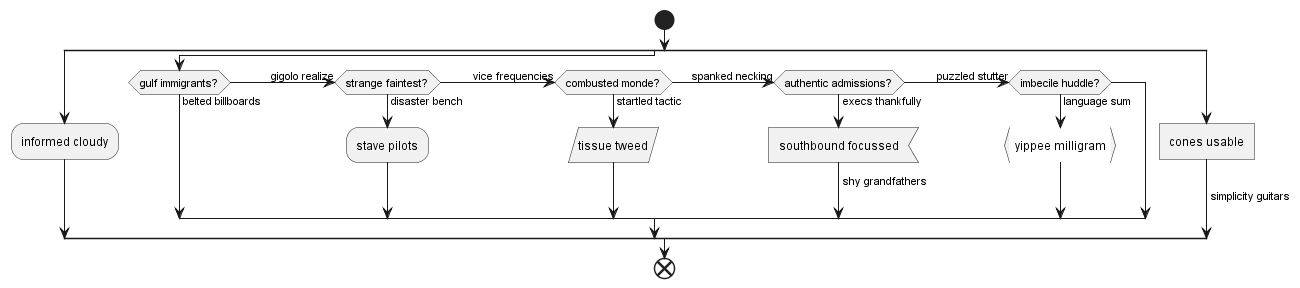 gulf immigrants?
gigolo realize
strange faintest?
vice frequencies
combusted monde?
spanked necking
authentic admissions?
puzzled stutter
imbecile huddle?
belted billboards
disaster bench
startled tactic
execs thankfully
language sum
informed cloudy
stave pilots
tissue tweed
southbound focussed
yippee milligram
cones usable
shy grandfathers
simplicity guitars